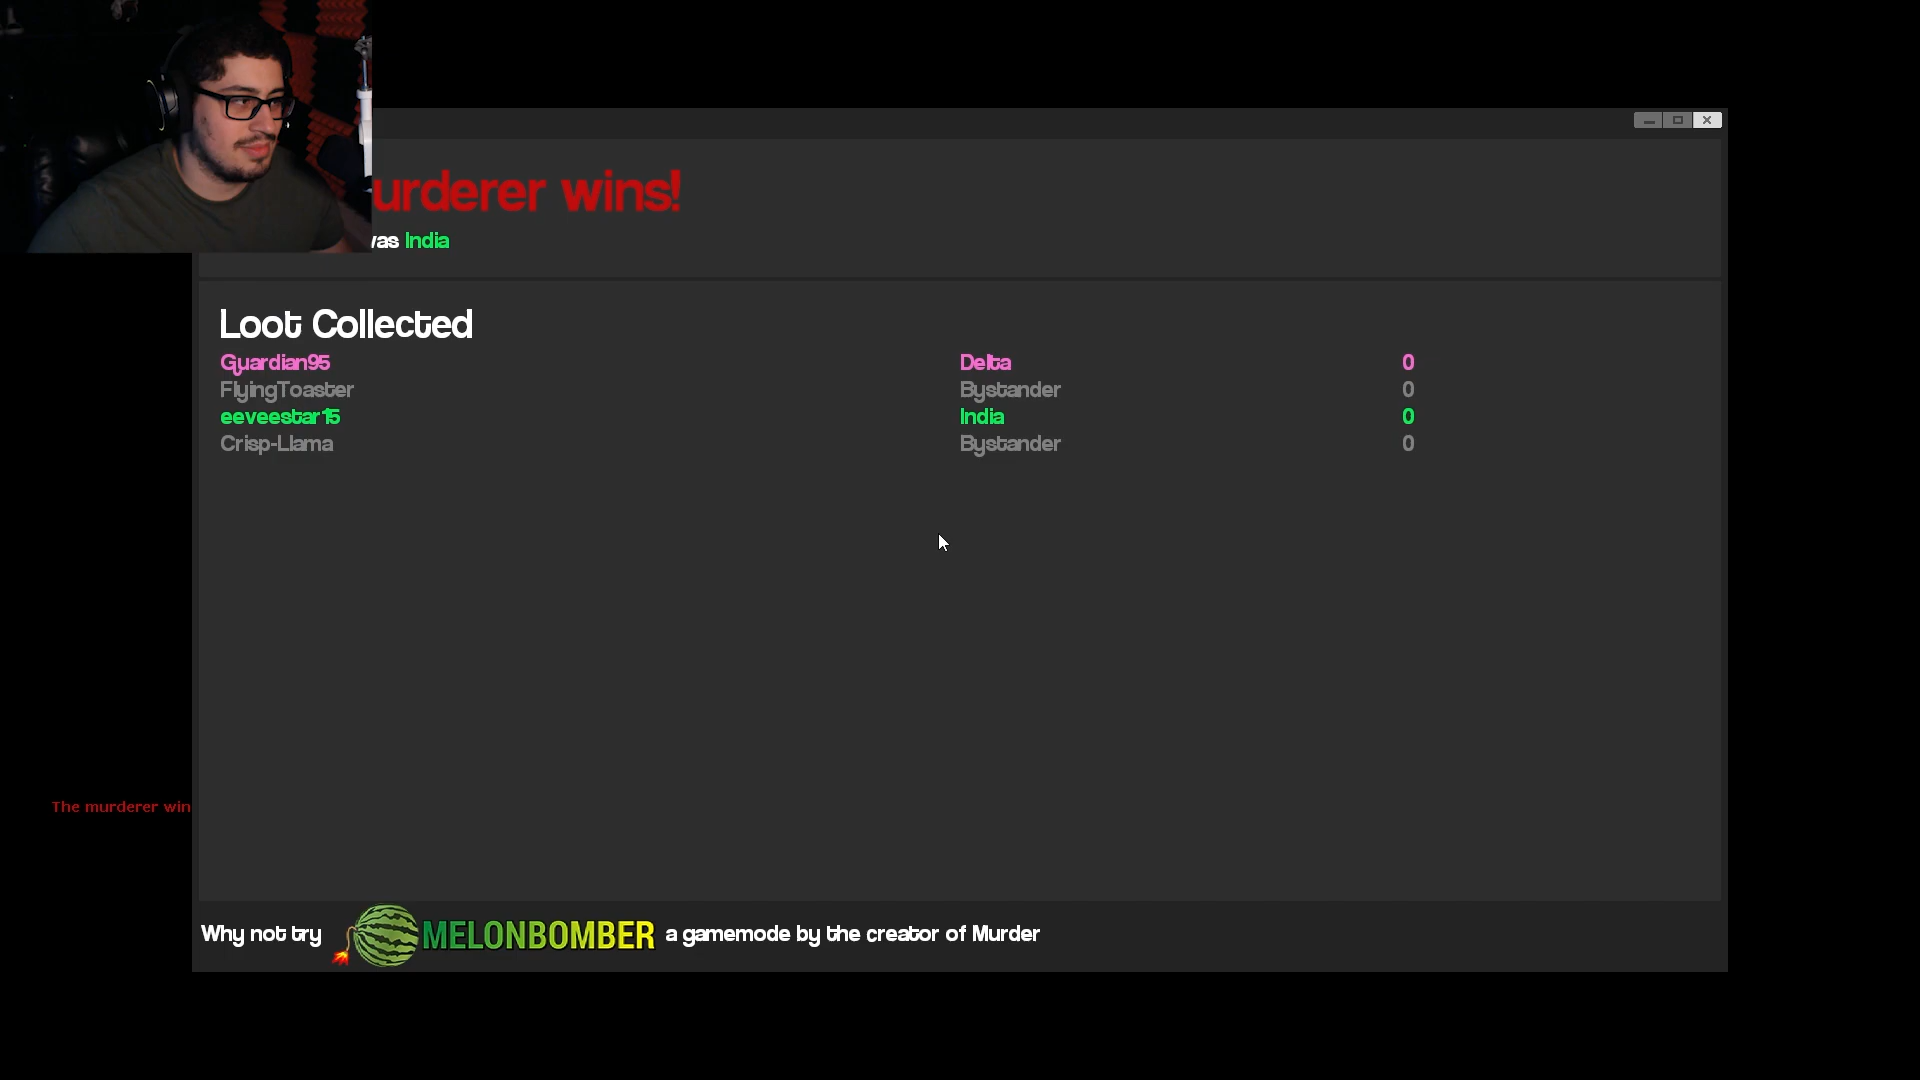 urderer wins!
was India
Loot Collected
Guardian95 Delta 0
FlyingToaster Bystander 0
eeveestar15 India 0
Crisp-Llama Bystander 0
The murderer win
Why not try MELONBOMBER a gamemode by the creator of Murder